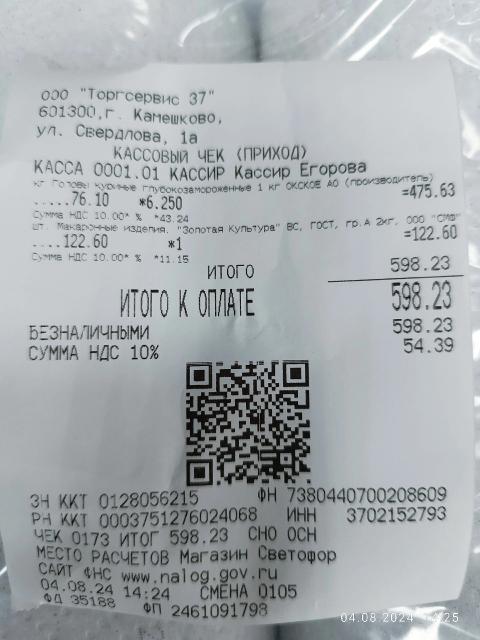 ООО "Торгсервис 37"
601300,г. Камешково,
ул. Свердлова, 1а
КАССОВЫЙ ЧЕК (ПРИХОД)
КАССА 0001.01 КАССИР Кассир Егорова
кг. Головы куриные глубокозамороженные 1 кг ОКСКОЕ АО (производитель)
.....76.10 *6.250 =475.63
Сумма НДС 10.00* % *43.24
шт. Макаронные изделия. "Золотая Культура" ВС, ГОСТ, гр.А 2кг. ООО "СМФ"
....122.60 *1 =122.60
Сумма НДС 10.00* % *11.15
ИТОГО 598.23
ИТОГО К ОПЛАТЕ 598.23
БЕЗНАЛИЧНЫМИ 598.23
СУММА НДС 10% 54.39
ЗН ККТ 0128056215 ФН 7380440700208609
РН ККТ 0003751276024068 ИНН 3702152793
ЧЕК 0173 ИТОГ 598.23 СНО ОСН
МЕСТО РАСЧЕТОВ Магазин Светофор
САЙТ ФНС www.nalog.gov.ru
04.08.24 14:24 СМЕНА 0105
ФД 35188 ФП 2461091798
04.08.2024 14:25